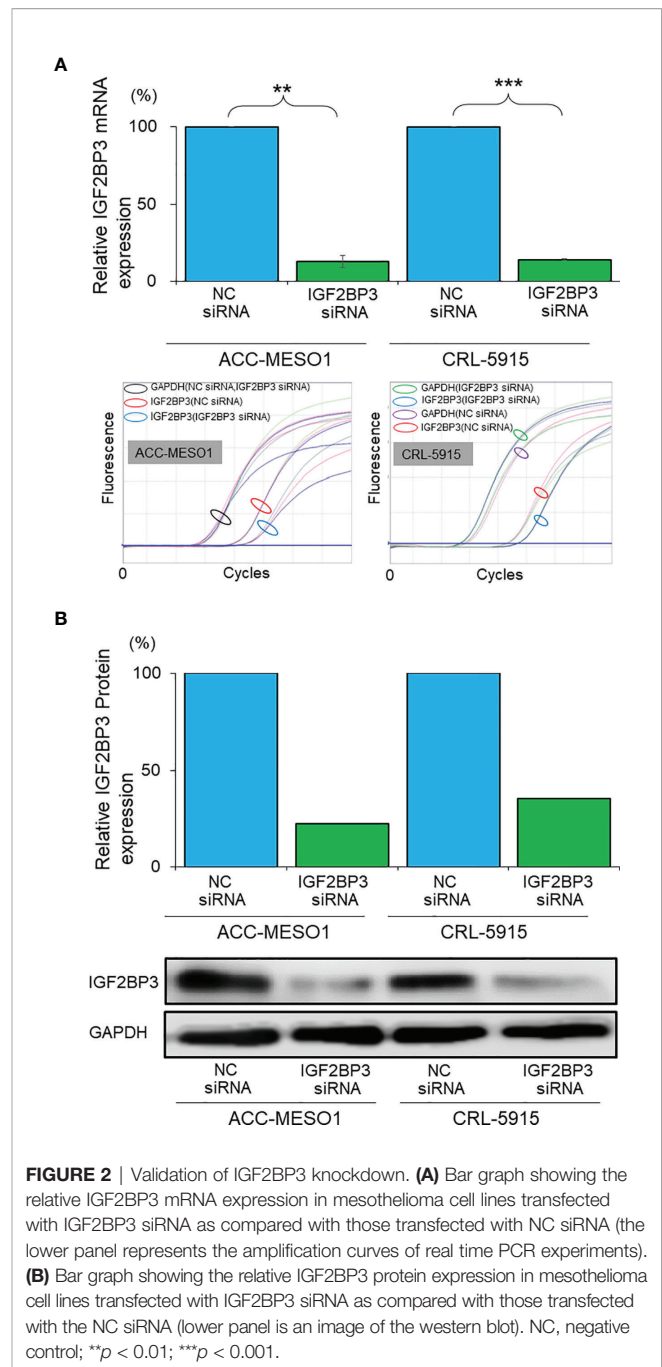 A
(%)
**
***
Relative IGF2BP3 mRNA
expression
100
50
0
NC
siRNA
IGF2BP3
siRNA
NC
siRNA
IGF2BP3
siRNA
ACC-MESO1
CRL-5915
GAPDH(NC siRNA,IGF2BP3 siRNA)
IGF2BP3(NC siRNA)
IGF2BP3(IGF2BP3 siRNA)
ACC-MESO1
Fluorescence
0
Cycles
GAPDH(IGF2BP3 siRNA)
IGF2BP3(IGF2BP3 siRNA)
GAPDH(NC siRNA)
IGF2BP3(NC siRNA)
CRL-5915
Fluorescence
0
Cycles
B
(%)
Relative IGF2BP3 Protein
expression
100
50
0
NC
siRNA
IGF2BP3
siRNA
NC
siRNA
IGF2BP3
siRNA
ACC-MESO1
CRL-5915
IGF2BP3
GAPDH
NC
siRNA
IGF2BP3
siRNA
NC
siRNA
IGF2BP3
siRNA
ACC-MESO1
CRL-5915
FIGURE 2 | Validation of IGF2BP3 knockdown. (A) Bar graph showing the
relative IGF2BP3 mRNA expression in mesothelioma cell lines transfected
with IGF2BP3 siRNA as compared with those transfected with NC siRNA (the
lower panel represents the amplification curves of real time PCR experiments).
(B) Bar graph showing the relative IGF2BP3 protein expression in mesothelioma
cell lines transfected with IGF2BP3 siRNA as compared with those transfected
with the NC siRNA (lower panel is an image of the western blot). NC, negative
control; **p < 0.01; ***p < 0.001.